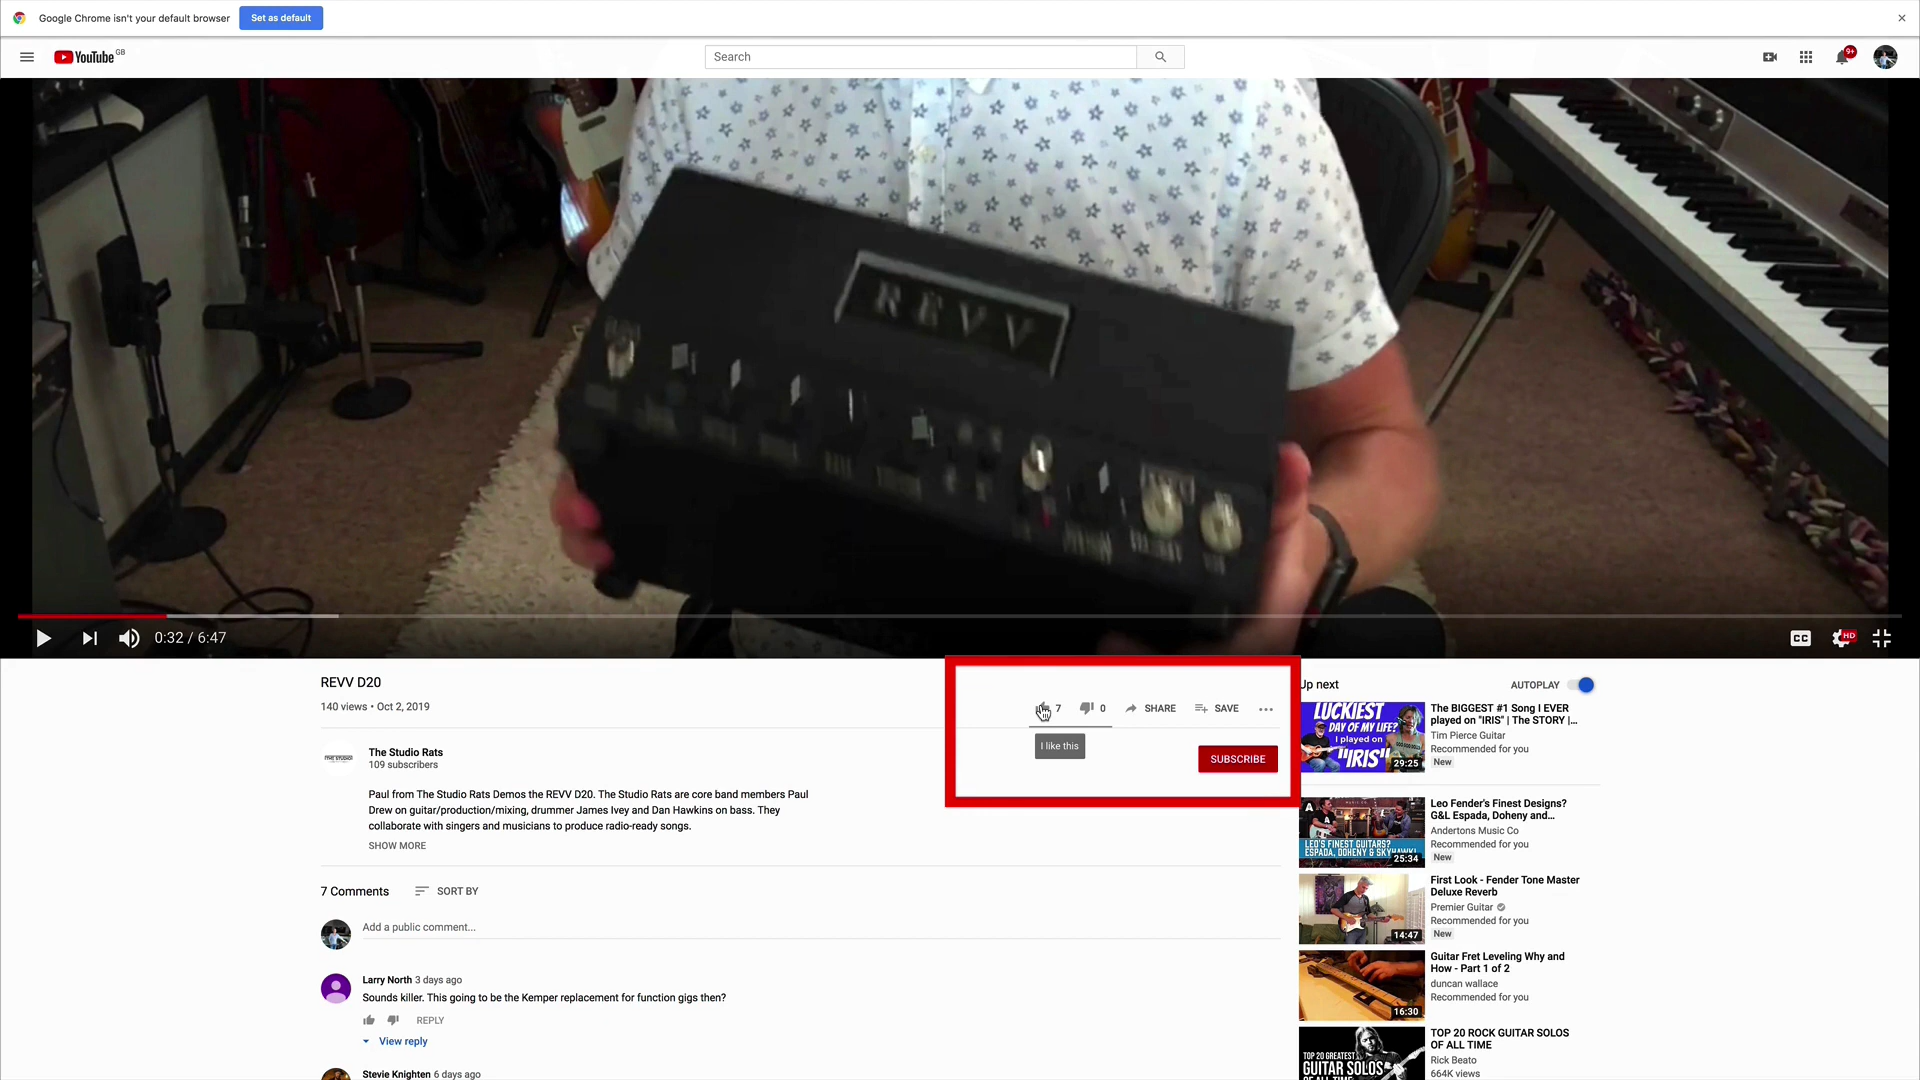 Google Chrome isn't your default browser
Set as default
YouTube GB
Search
9+
REVV
0:32 / 6:47
CC
HD
REVV D20
140 views • Oct 2, 2019
7
0
SHARE
SAVE
I like this
SUBSCRIBE
The Studio Rats
109 subscribers
Paul from The Studio Rats Demos the REVV D20. The Studio Rats are core band members Paul
Drew on guitar/production/mixing, drummer James Ivey and Dan Hawkins on bass. They
collaborate with singers and musicians to produce radio-ready songs.
SHOW MORE
7 Comments
SORT BY
Add a public comment...
Larry North 3 days ago
Sounds killer. This going to be the Kemper replacement for function gigs then?
REPLY
View reply
Stevie Knighten 6 days ago
Up next
AUTOPLAY
LUCKIEST
DAY OF MY LIFE?
I played on
"IRIS"
29:25
The BIGGEST #1 Song I EVER
played on "IRIS" | The STORY |...
Tim Pierce Guitar
Recommended for you
New
LEO'S FINEST GUITARS?
ESPADA, DOHENY & SKYHAWK!
25:34
Leo Fender's Finest Designs?
G&L Espada, Doheny and...
Andertons Music Co
Recommended for you
New
14:47
First Look - Fender Tone Master
Deluxe Reverb
Premier Guitar
Recommended for you
New
16:30
Guitar Fret Leveling Why and
How - Part 1 of 2
duncan wallace
Recommended for you
TOP 20 GREATEST
GUITAR SOLOS
OF ALL TIME
TOP 20 ROCK GUITAR SOLOS
OF ALL TIME
Rick Beato
664K views